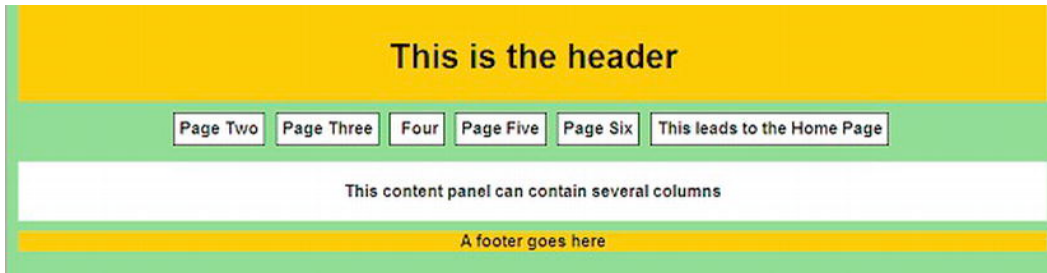 This is the header
Page Two Page Three Four Page Five Page Six This leads to the Home Page
This content panel can contain several columns
A footer goes here